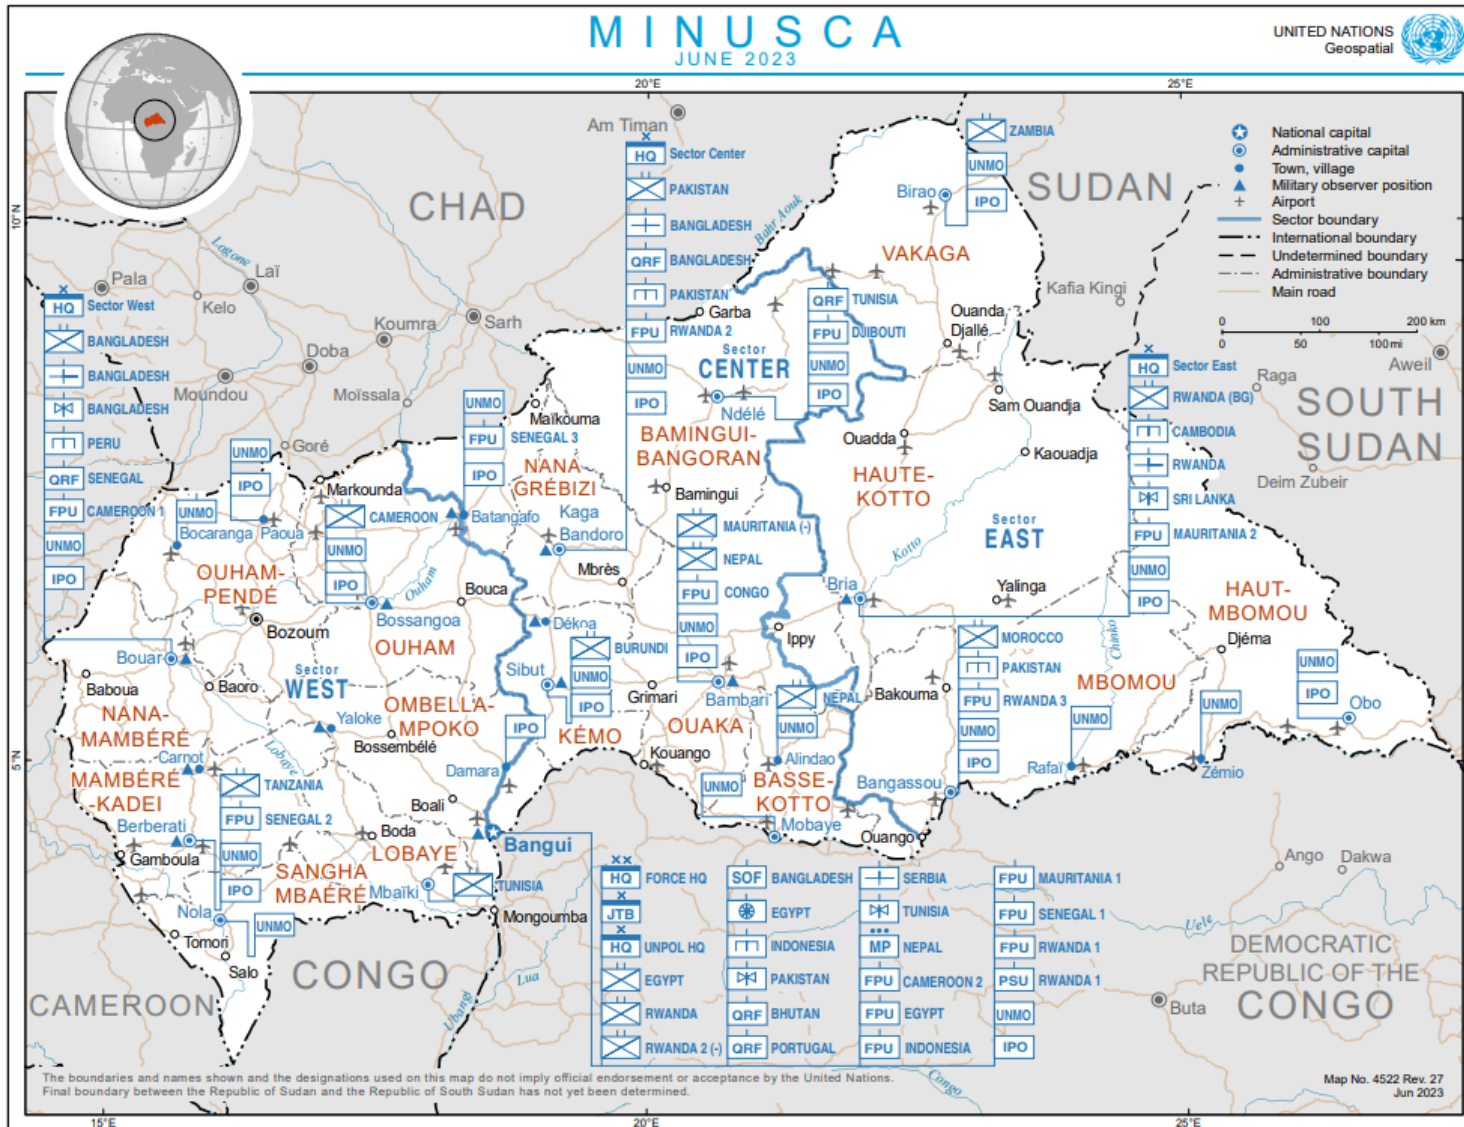 MINUSCA
JUNE 2023
UNITED NATIONS
Geospatial
20°E
25°E
10°N
5°N
15°E
20°E
25°E
National capital
Administrative capital
Town, village
Military observer position
Airport
Sector boundary
International boundary
Undetermined boundary
Administrative boundary
Main road
0 100 200 km
0 50 100 mi
CHAD
SUDAN
SOUTH
SUDAN
DEMOCRATIC
REPUBLIC OF THE
CONGO
CONGO
CAMEROON
Am Timan
Pala
Kelo
Laï
Logone
Koumra
Sarh
Doba
Moundou
Moïssala
Goré
Bahr Aouk
Kafia Kingi
Raga
Aweil
Deim Zubeir
Ango
Dakwa
Uele
Buta
Congo
Lua
Ubangi
HQ Sector West
BANGLADESH
BANGLADESH
BANGLADESH
PERU
QRF SENEGAL
FPU CAMEROON 1
UNMO
IPO
HQ Sector Center
PAKISTAN
BANGLADESH
QRF BANGLADESH
PAKISTAN
FPU RWANDA 2
UNMO
IPO
ZAMBIA
UNMO
IPO
QRF TUNISIA
FPU DJIBOUTI
UNMO
IPO
HQ Sector East
RWANDA (BG)
CAMBODIA
RWANDA
SRI LANKA
FPU MAURITANIA 2
UNMO
IPO
UNMO
FPU SENEGAL 3
IPO
UNMO
IPO
UNMO
CAMEROON
UNMO
IPO
MAURITANIA (-)
NEPAL
FPU CONGO
UNMO
IPO
BURUNDI
UNMO
IPO
NEPAL
UNMO
MOROCCO
PAKISTAN
FPU RWANDA 3
UNMO
IPO
UNMO
UNMO
UNMO
IPO
IPO
UNMO
TANZANIA
FPU SENEGAL 2
UNMO
IPO
UNMO
TUNISIA
HQ FORCE HQ
JTB
HQ UNPOL HQ
EGYPT
RWANDA
RWANDA 2 (-)
SOF BANGLADESH
EGYPT
INDONESIA
PAKISTAN
QRF BHUTAN
QRF PORTUGAL
SERBIA
TUNISIA
MP NEPAL
FPU CAMEROON 2
FPU EGYPT
FPU INDONESIA
FPU MAURITANIA 1
FPU SENEGAL 1
FPU RWANDA 1
PSU RWANDA 1
UNMO
IPO
Sector
CENTER
Sector
EAST
Sector
WEST
VAKAGA
BAMINGUI-
BANGORAN
HAUTE-
KOTTO
NANA
GRÉBIZI
OUHAM-
PENDÉ
OUHAM
NANA-
MAMBÉRÉ
MAMBÉRÉ
-KADEI
OMBELLA-
MPOKO
KÉMO
OUAKA
BASSE-
KOTTO
MBOMOU
HAUT-
MBOMOU
LOBAYE
SANGHA
MBAÉRÉ
Birao
Garba
Ouanda
Djallé
Sam Ouandja
Ndélé
Ouadda
Kaouadja
Maïkouma
Markounda
Bocaranga
Paoua
Batangafo
Kaga
Bandoro
Bamingui
Mbrès
Kotto
Bria
Yalinga
Chinko
Djéma
Ouham
Bossangoa
Bouca
Bozoum
Dékoa
Ippy
Bouar
Baboua
Baoro
Sibut
Grimari
Bambari
Bakouma
Obo
Yaloke
Bossembélé
Lobaye
Kouango
Alindao
Carnot
Damara
Bangassou
Rafaï
Zémio
Berberati
Boali
Boda
Bangui
Mobaye
Ouango
Gamboula
Mbaïki
Mongoumba
Nola
Tomori
Salo
The boundaries and names shown and the designations used on this map do not imply official endorsement or acceptance by the United Nations.
Final boundary between the Republic of Sudan and the Republic of South Sudan has not yet been determined.
Map No. 4522 Rev. 27
Jun 2023